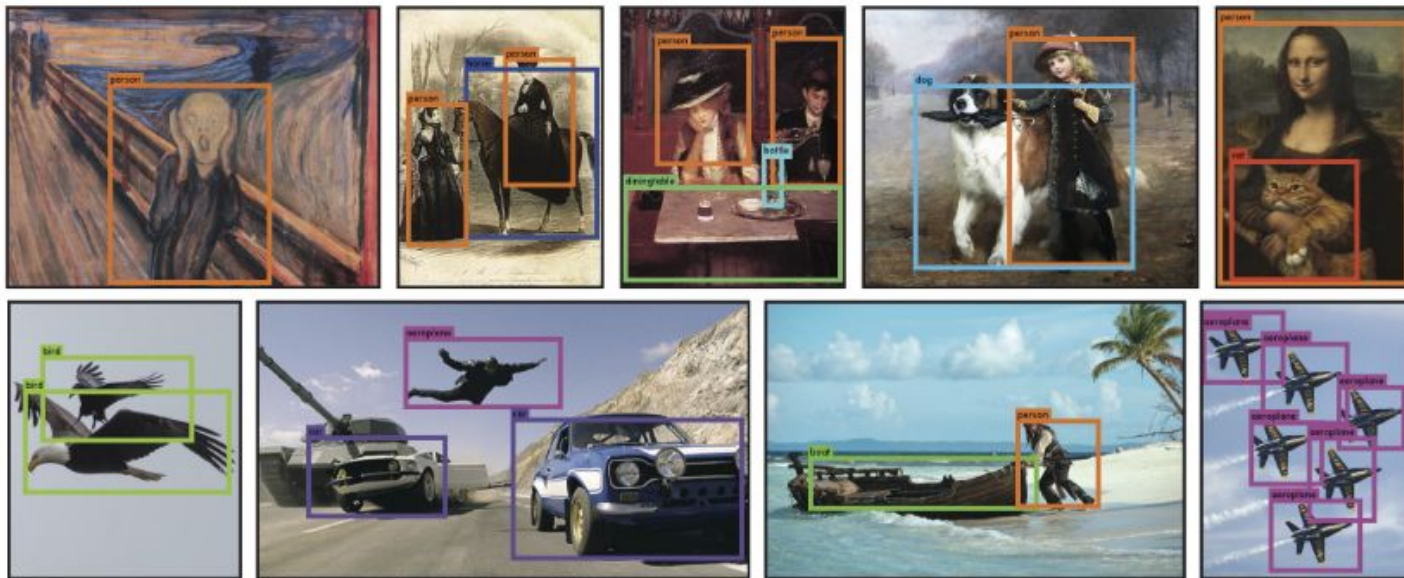 person
person
horse
person
person
person
bottle
diningtable
person
dog
person
cat
bird
bird
aeroplane
car
car
person
boat
aeroplane
aeroplane
aeroplane
aeroplane
aeroplane
aeroplane